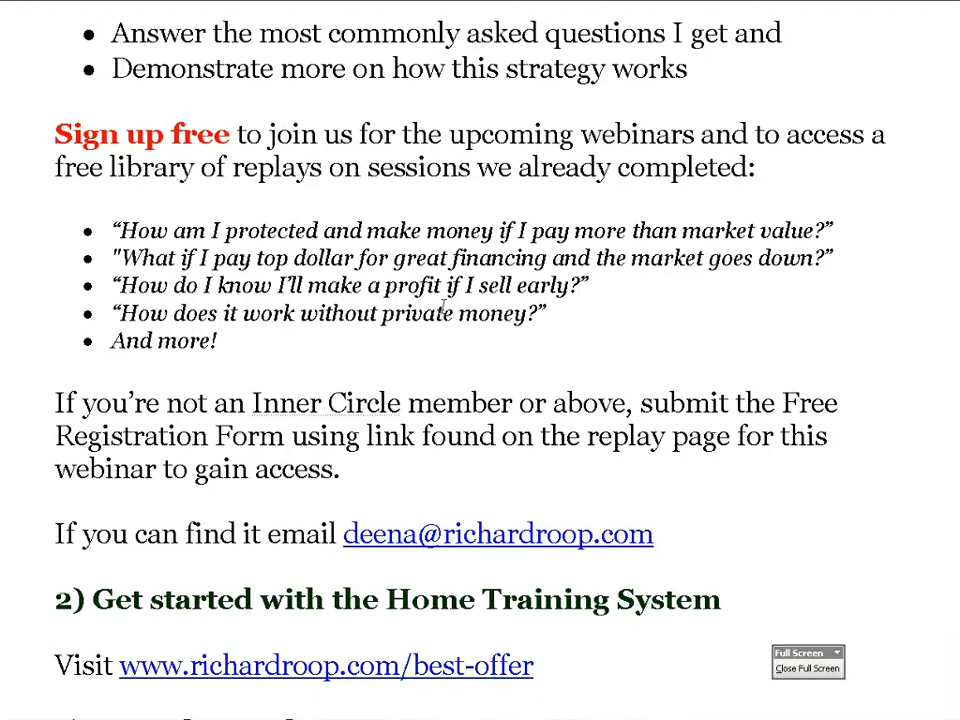 • Answer the most commonly asked questions I get and
• Demonstrate more on how this strategy works
Sign up free to join us for the upcoming webinars and to access a
free library of replays on sessions we already completed:
• “How am I protected and make money if I pay more than market value?”
• "What if I pay top dollar for great financing and the market goes down?”
• “How do I know I’ll make a profit if I sell early?”
• “How does it work without private money?”
• And more!
If you’re not an Inner Circle member or above, submit the Free
Registration Form using link found on the replay page for this
webinar to gain access.
If you can find it email deena@richardroop.com
2) Get started with the Home Training System
Visit www.richardroop.com/best-offer
Full Screen
Close Full Screen